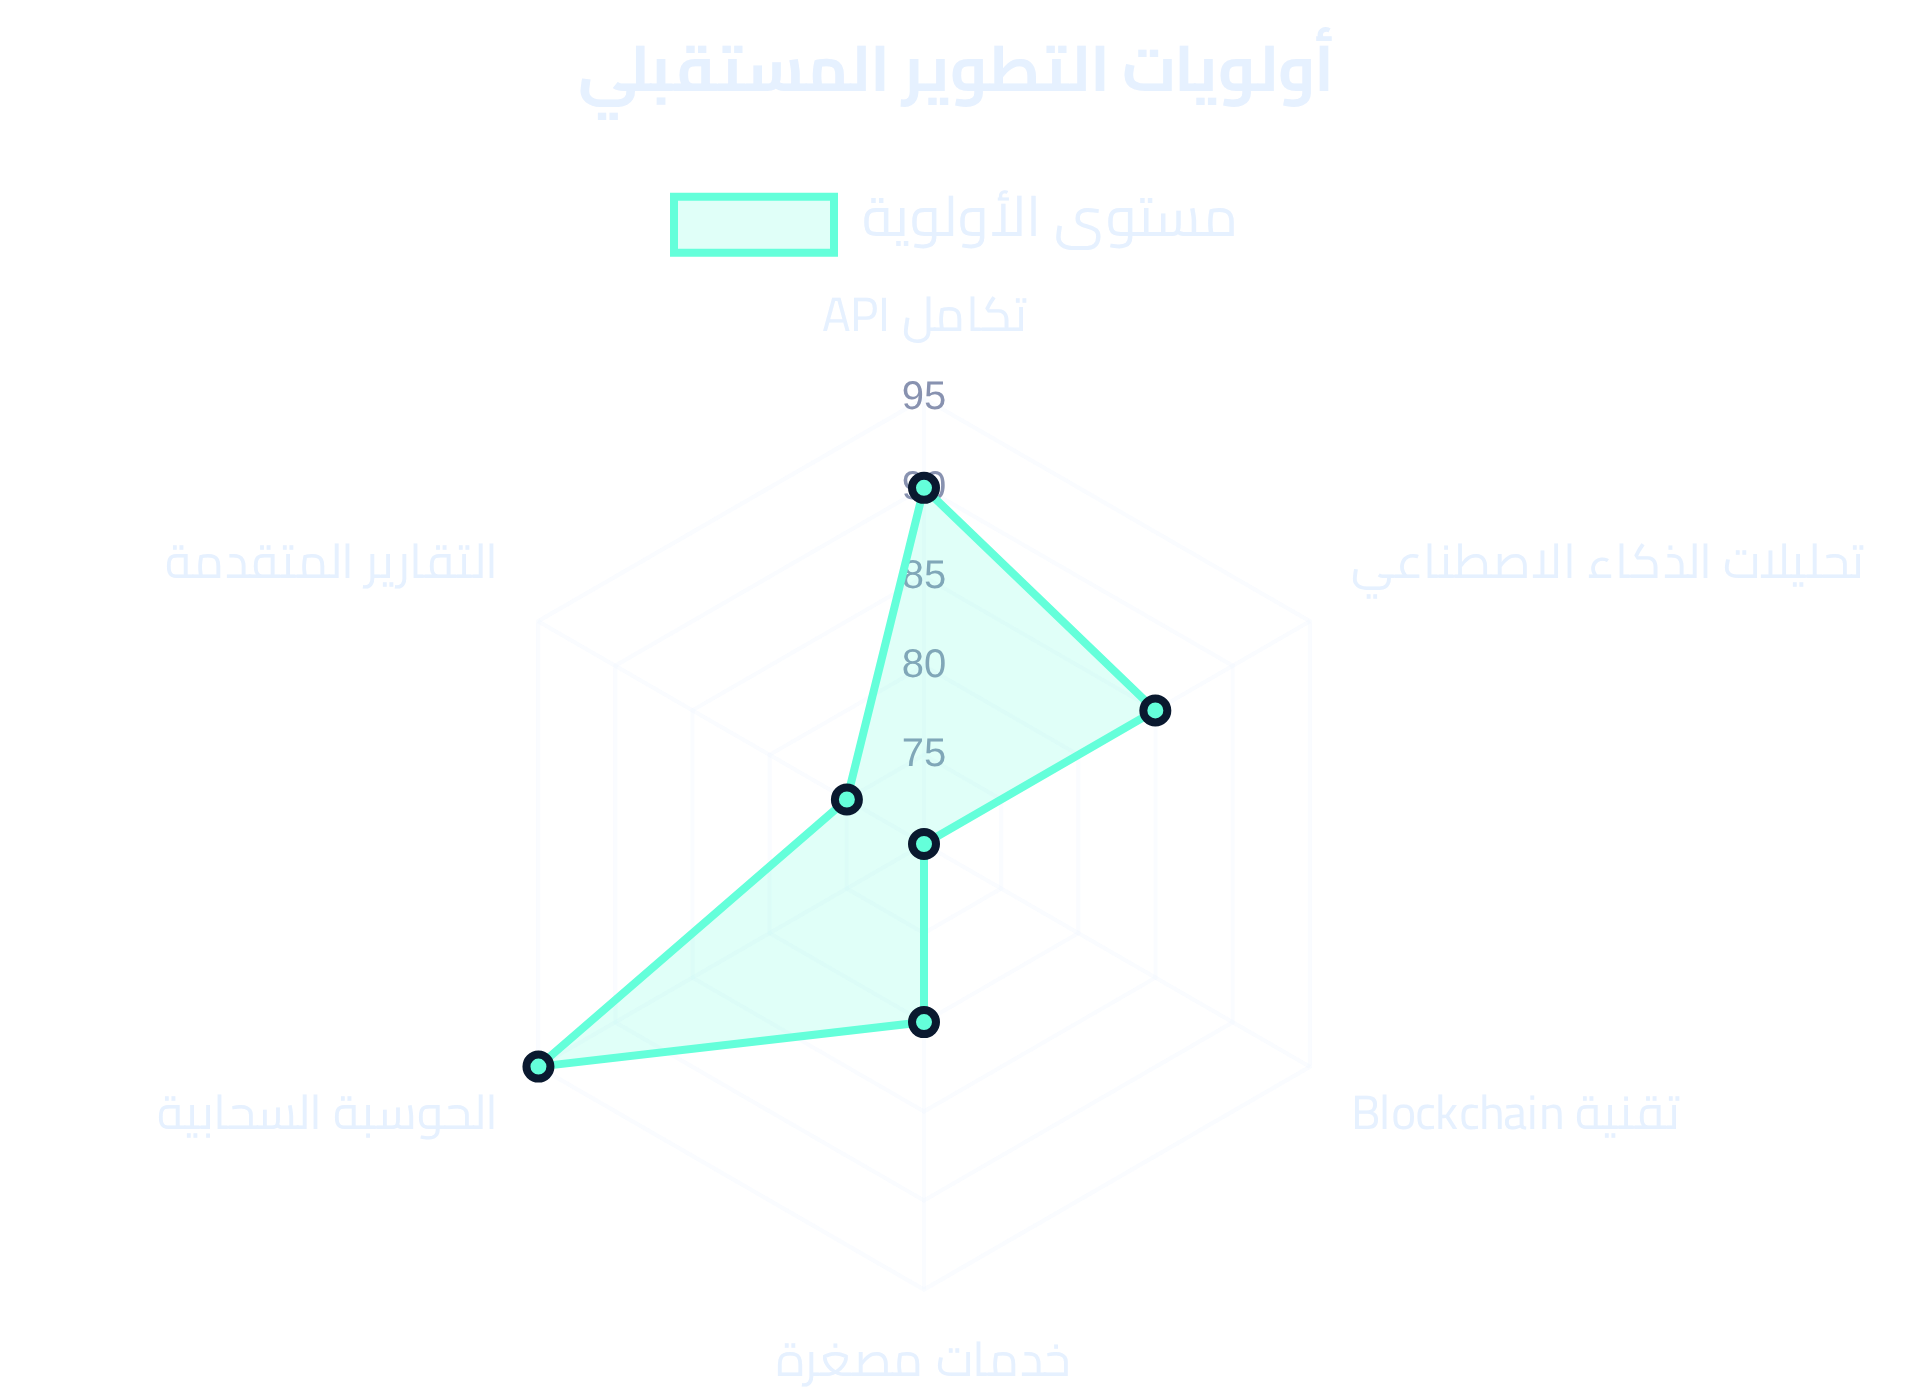 أولويات التطوير المستقبلي
مستوى الأولوية
تكامل API
95
90
85
80
75
تحليلات الذكاء الاصطناعي
التقارير المتقدمة
تقنية Blockchain
الحوسبة السحابية
خدمات مصغرة